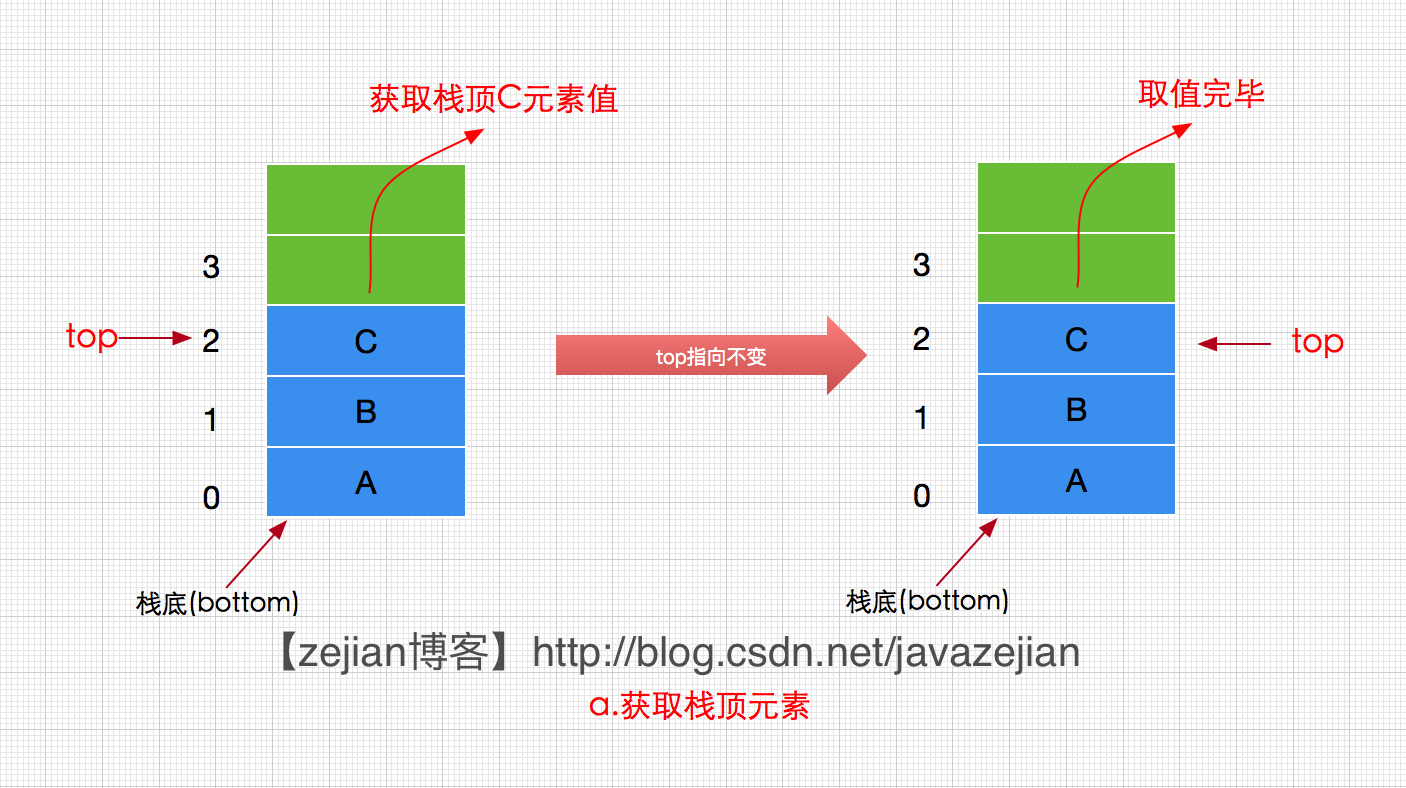 获取栈顶C元素值
取值完毕
3
top
2
C
1
B
0
A
栈底(bottom)
top指向不变
3
2
C
top
1
B
0
A
栈底(bottom)
【zejian博客】http://blog.csdn.net/javazejian
a.获取栈顶元素